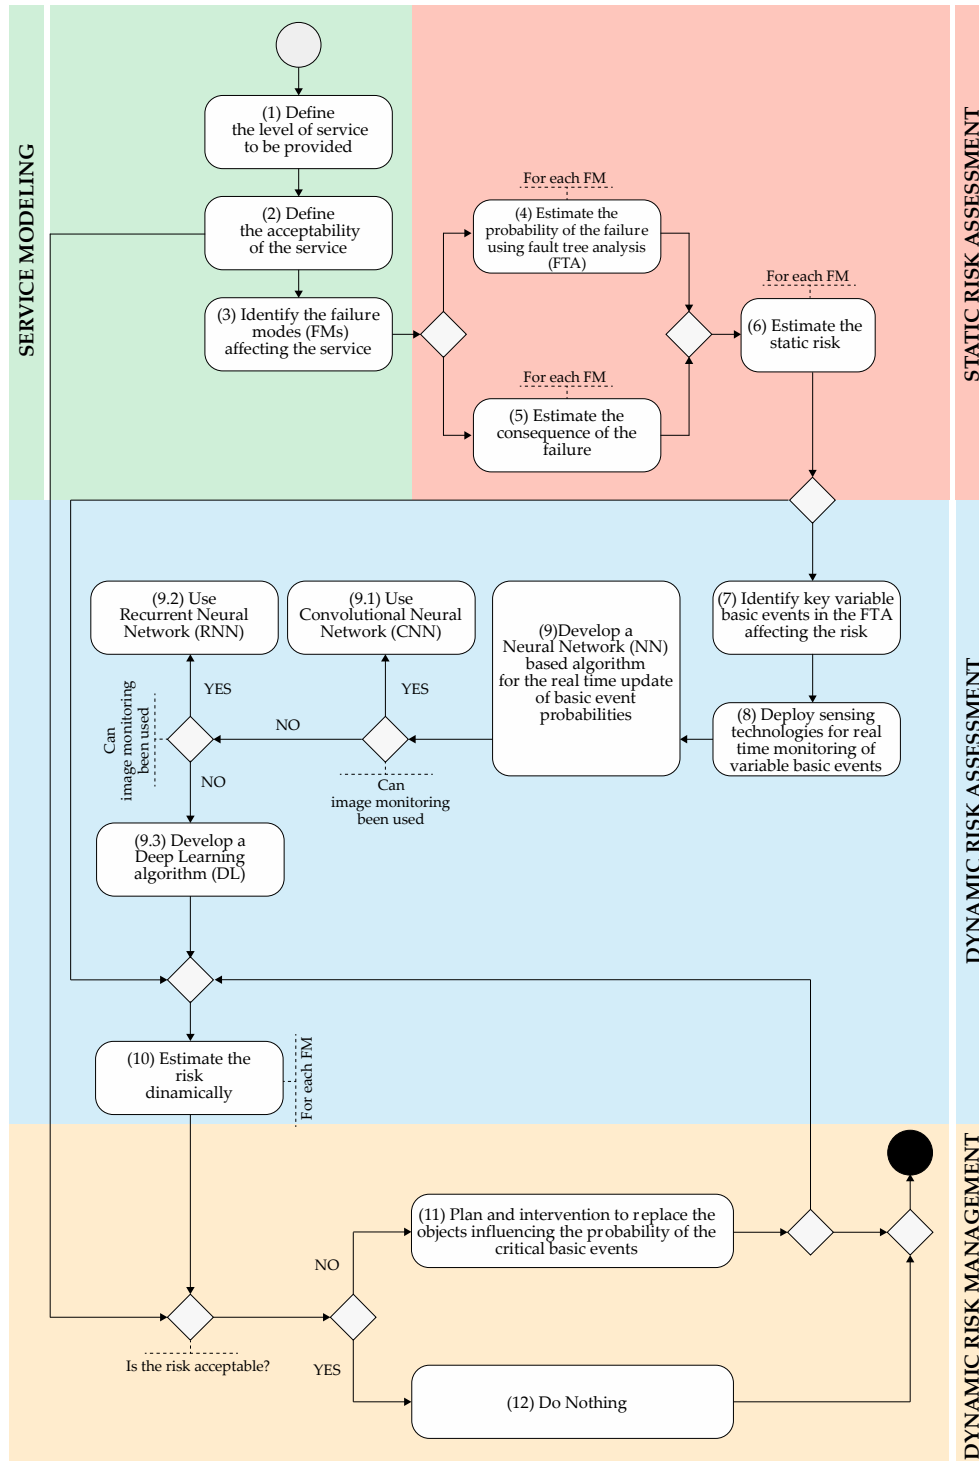 SERVICE MODELING
(1) Define
the level of service
to be provided
(2) Define
the acceptability
of the service
(3) Identify the failure
modes (FMs)
affecting the service
STATIC RISK ASSESSMENT
For each FM
(4) Estimate the
probability of the failure
using fault tree analysis
(FTA)
For each FM
(5) Estimate the
consequence of the
failure
For each FM
(6) Estimate the
static risk
DYNAMIC RISK ASSESSMENT
(7) Identify key variable
basic events in the FTA
affecting the risk
(8) Deploy sensing
technologies for real
time monitoring of
variable basic events
(9)Develop a
Neural Network (NN)
based algorithm
for the real time update
of basic event
probabilities
(9.1) Use
Convolutional Neural
Network (CNN)
YES
NO
Can
image monitoring
been used
(9.2) Use
Recurrent Neural
Network (RNN)
YES
NO
Can
image monitoring
been used
(9.3) Develop a
Deep Learning
algorithm (DL)
(10) Estimate the
risk
dinamically
For each FM
DYNAMIC RISK MANAGEMENT
Is the risk acceptable?
NO
YES
(11) Plan and intervention to replace the
objects influencing the probability of the
critical basic events
(12) Do Nothing